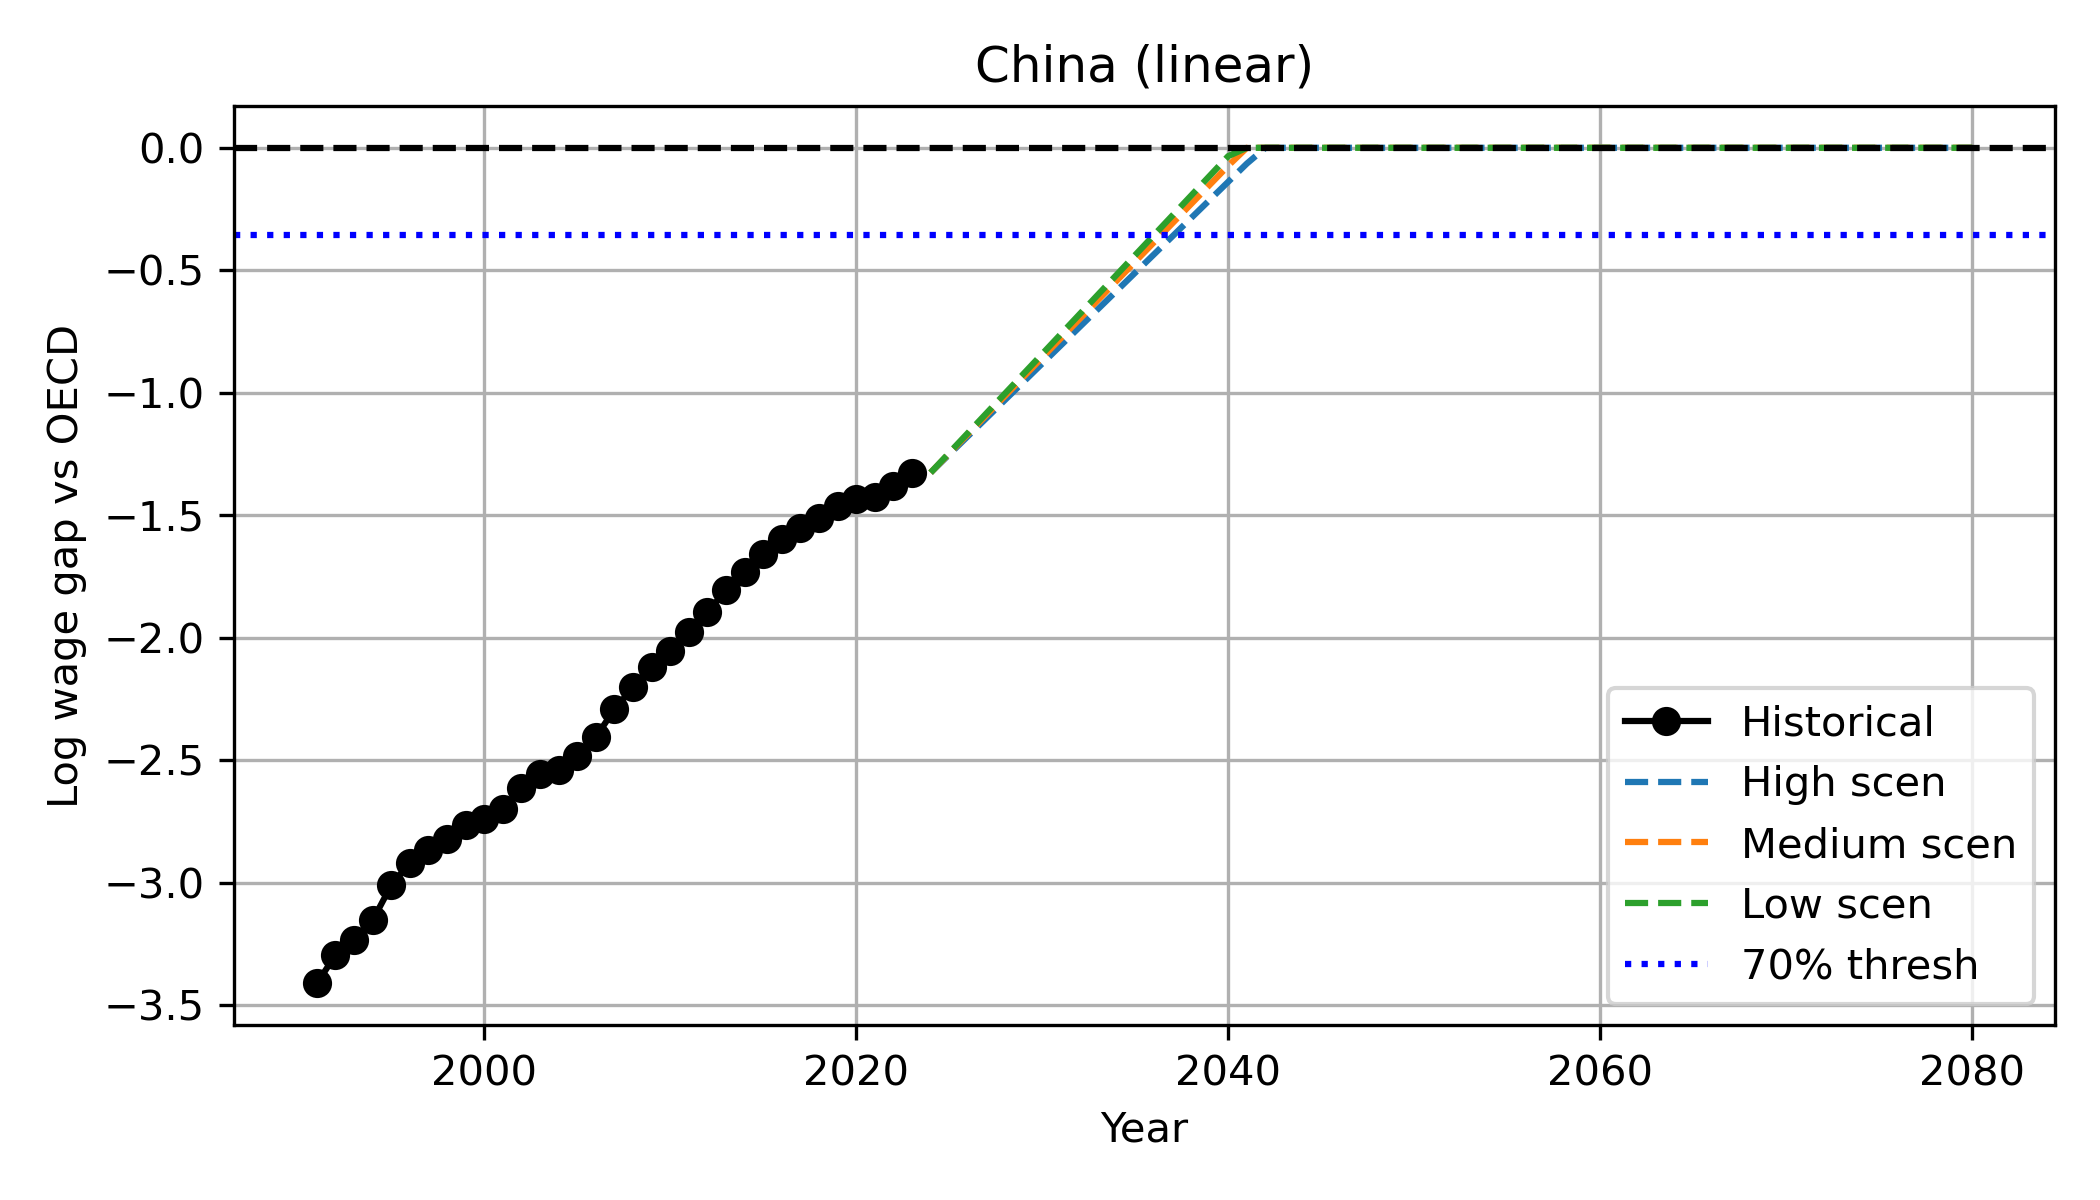 China (linear)
Log wage gap vs OECD
0.0
−0.5
−1.0
−1.5
−2.0
−2.5
−3.0
−3.5
2000 2020 2040 2060 2080
Year
Historical
High scen
Medium scen
Low scen
70% thresh